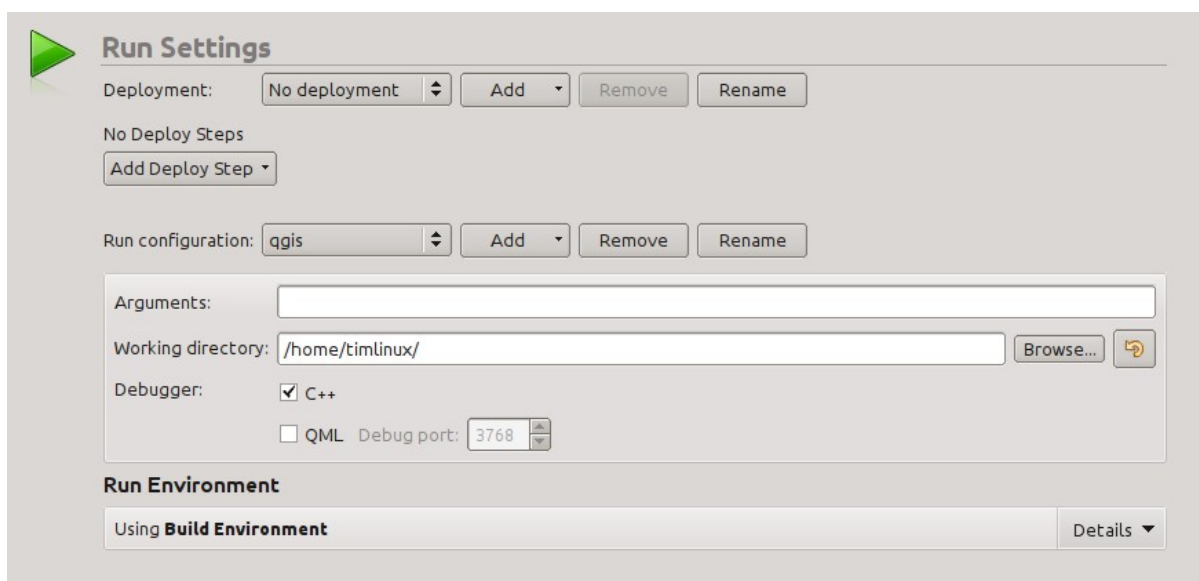 Run Settings
Deployment: No deployment Add Remove Rename
No Deploy Steps
Add Deploy Step
Run configuration: qgis Add Remove Rename
Arguments:
Working directory: /home/timlinux/ Browse...
Debugger: C++
QML Debug port: 3768
Run Environment
Using Build Environment Details